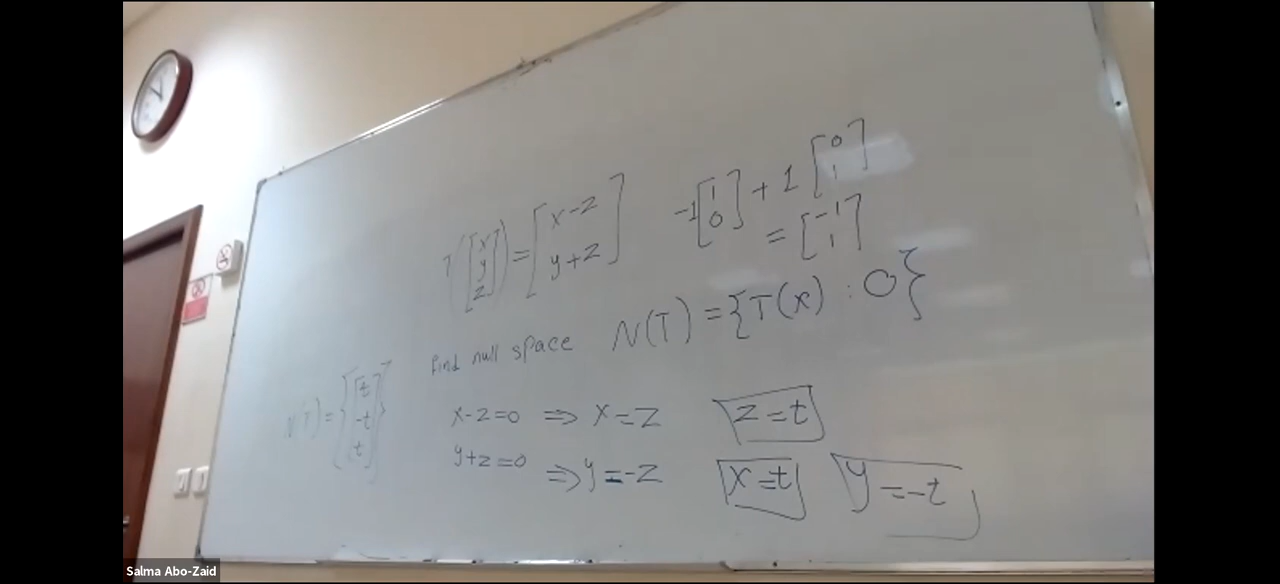 T([x y z]) = [x-z y+z]
-1[1 0] + 1[0 1]
= [-1 1]
Find null space N(T) = {T(x) : 0}
N(T) = {[t -t t]}
x-z=0 ⇒ x=z z=t
y+z=0 ⇒ y=-z x=t y=-t
Salma Abo-Zaid